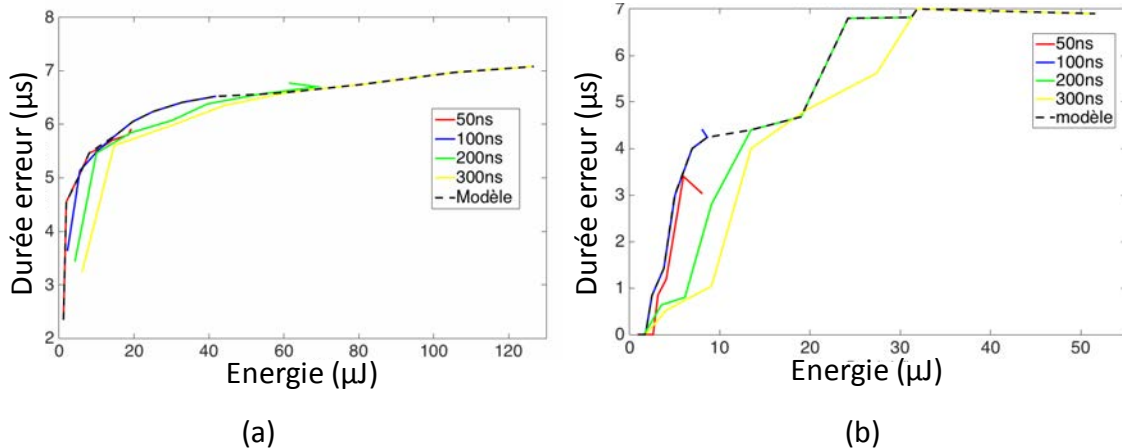 8
7
6
5
4
3
2
0
20
40
60
80
100
120
Durée erreur (µs)
Energie (µJ)
50ns
100ns
200ns
300ns
Modèle
(a)
7
6
5
4
3
2
1
0
0
10
20
30
40
50
Durée erreur (µs)
Energie (µJ)
50ns
100ns
200ns
300ns
modèle
(b)